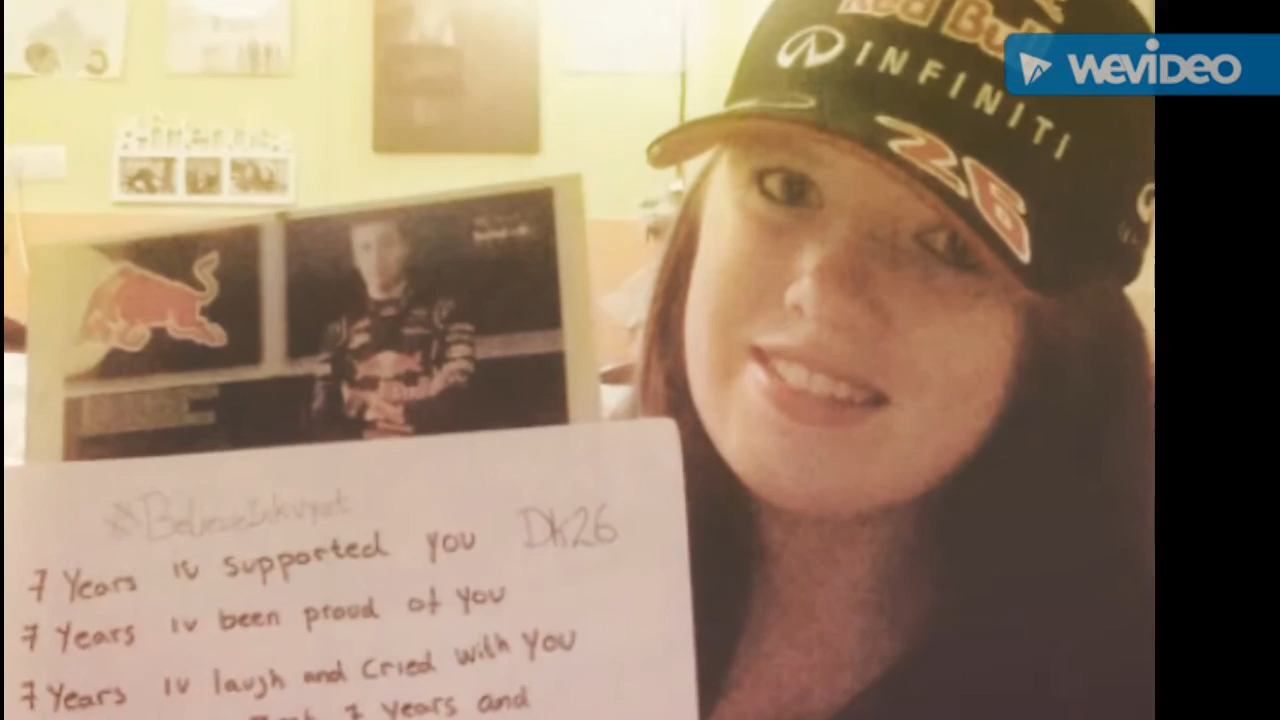 Red Bull
INFINITI
26
WEVIDEO
#BelieveInkvyat
DK26
7 Years iv supported you
7 Years iv been proud of you
7 Years iv laugh and cried with You
7 Years and